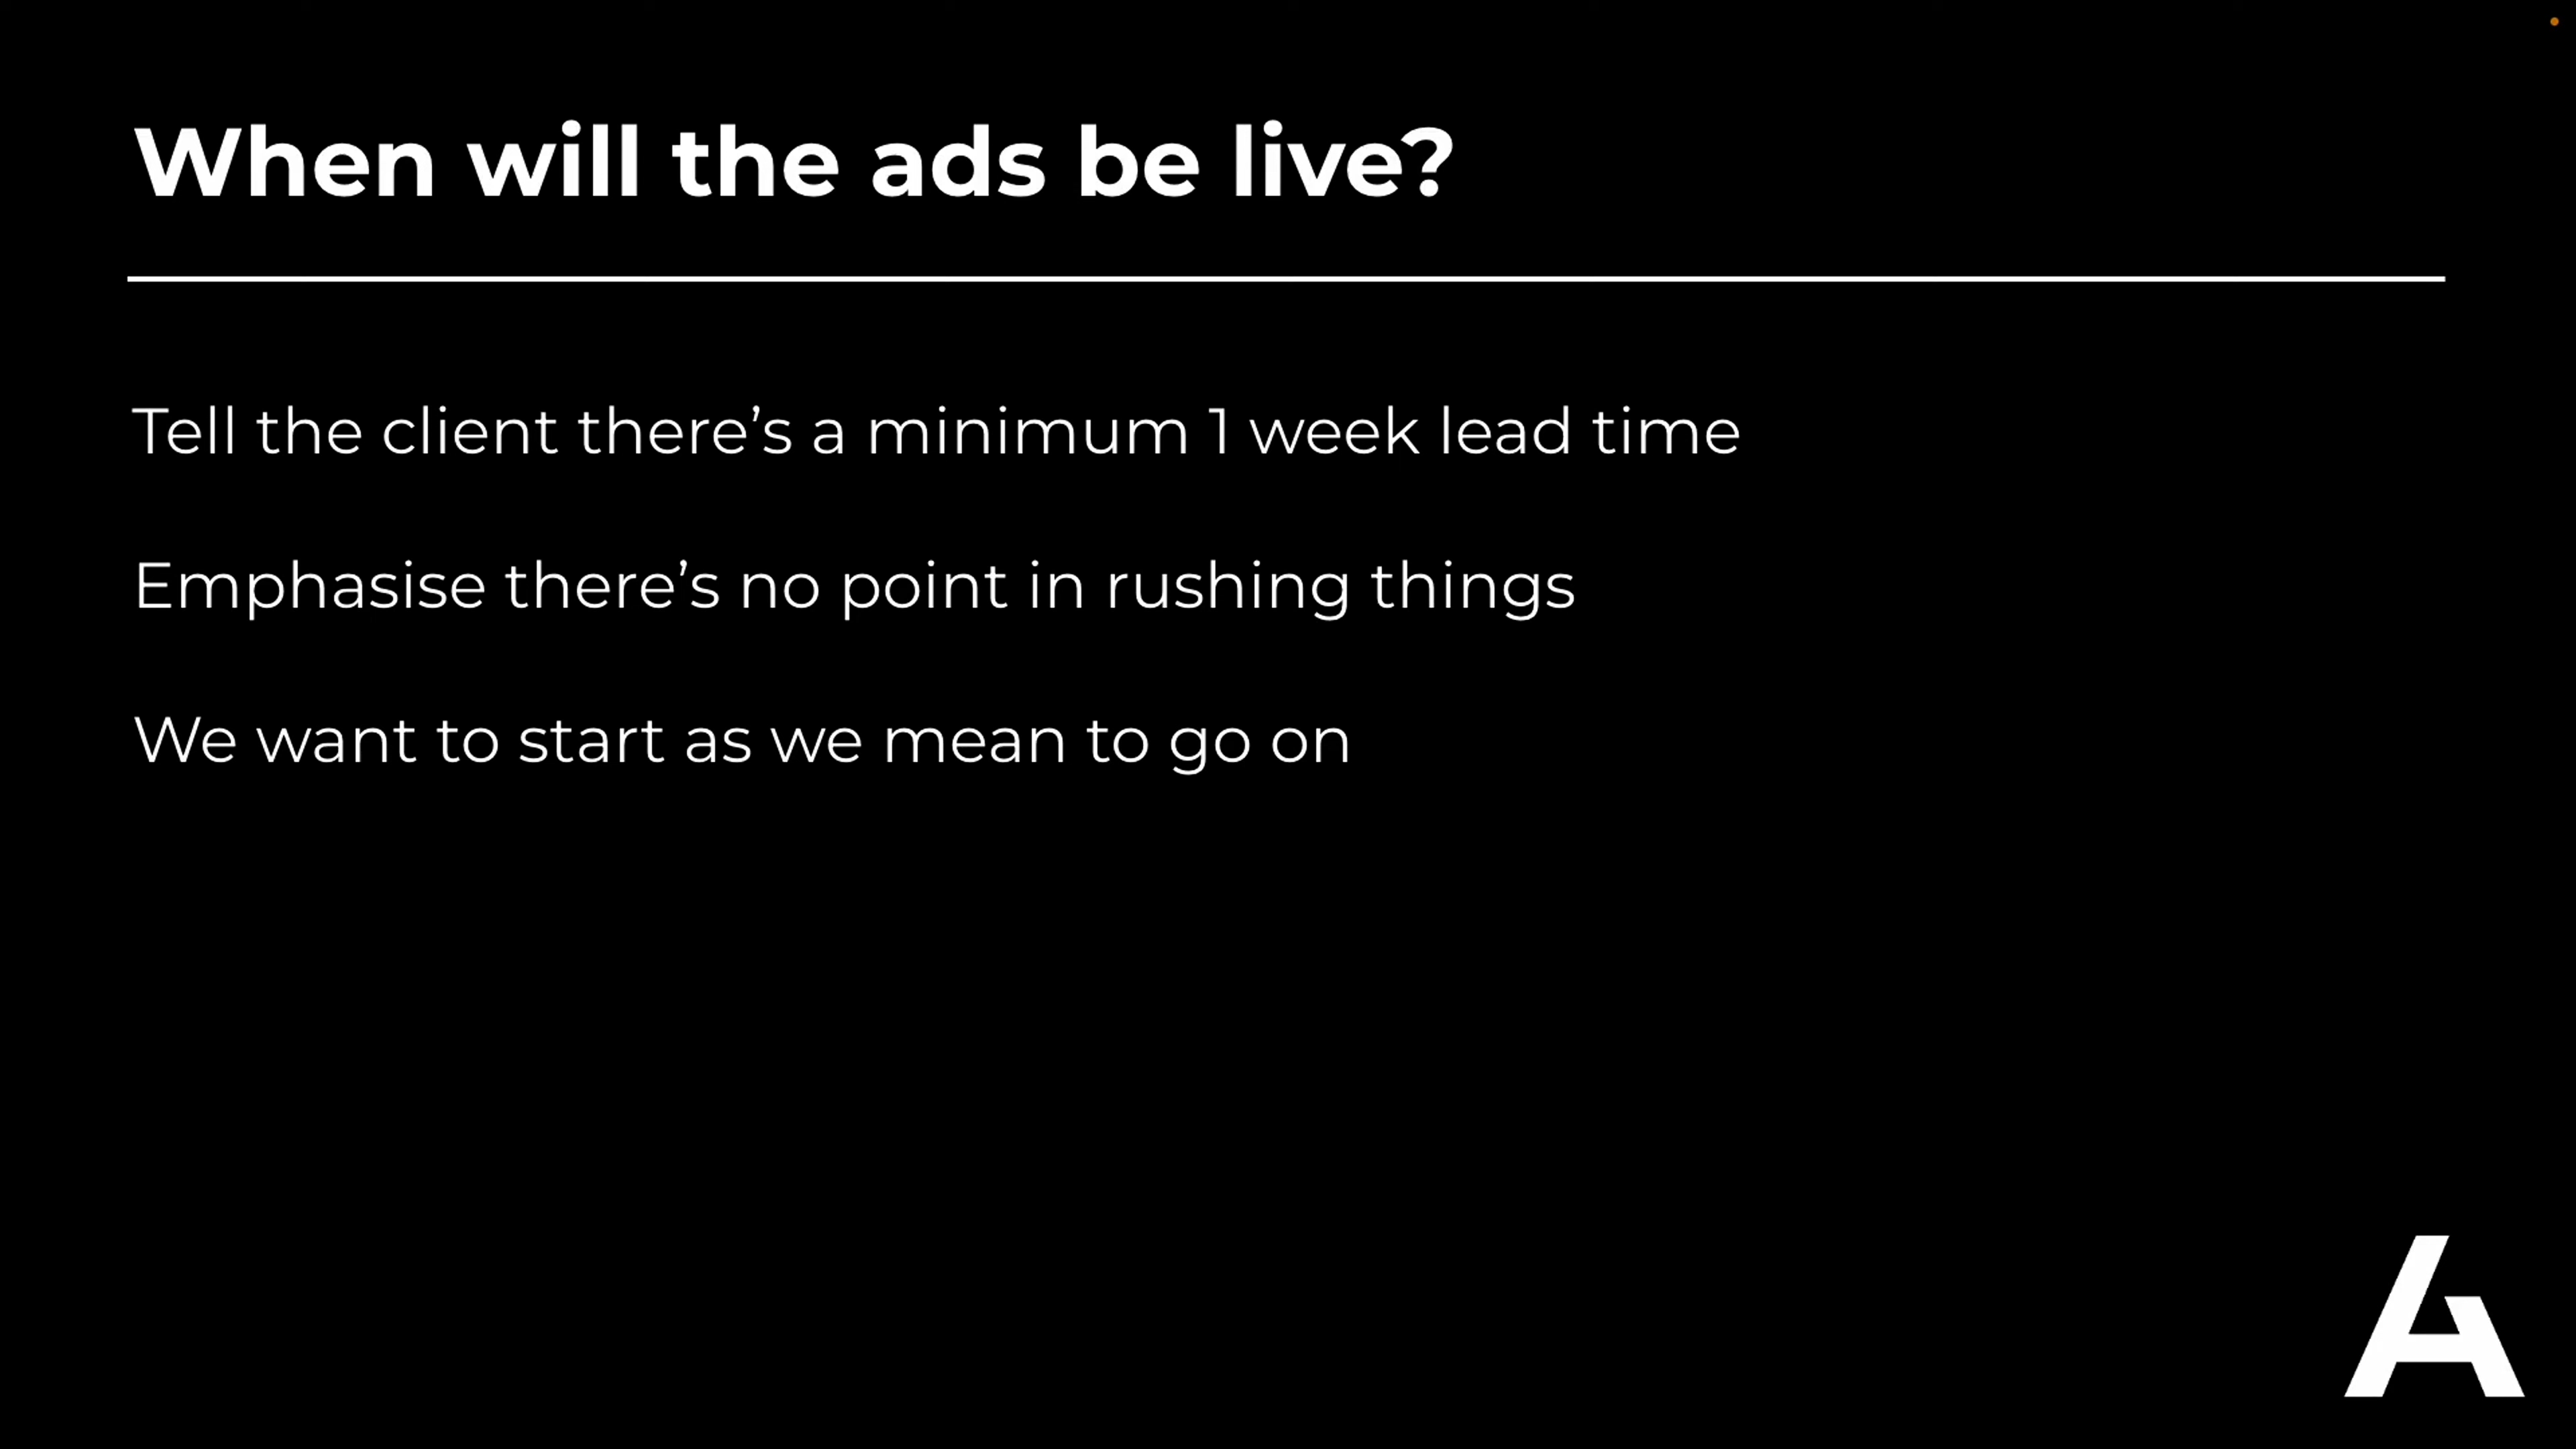 When will the ads be live?
Tell the client there’s a minimum 1 week lead time
Emphasise there’s no point in rushing things
We want to start as we mean to go on